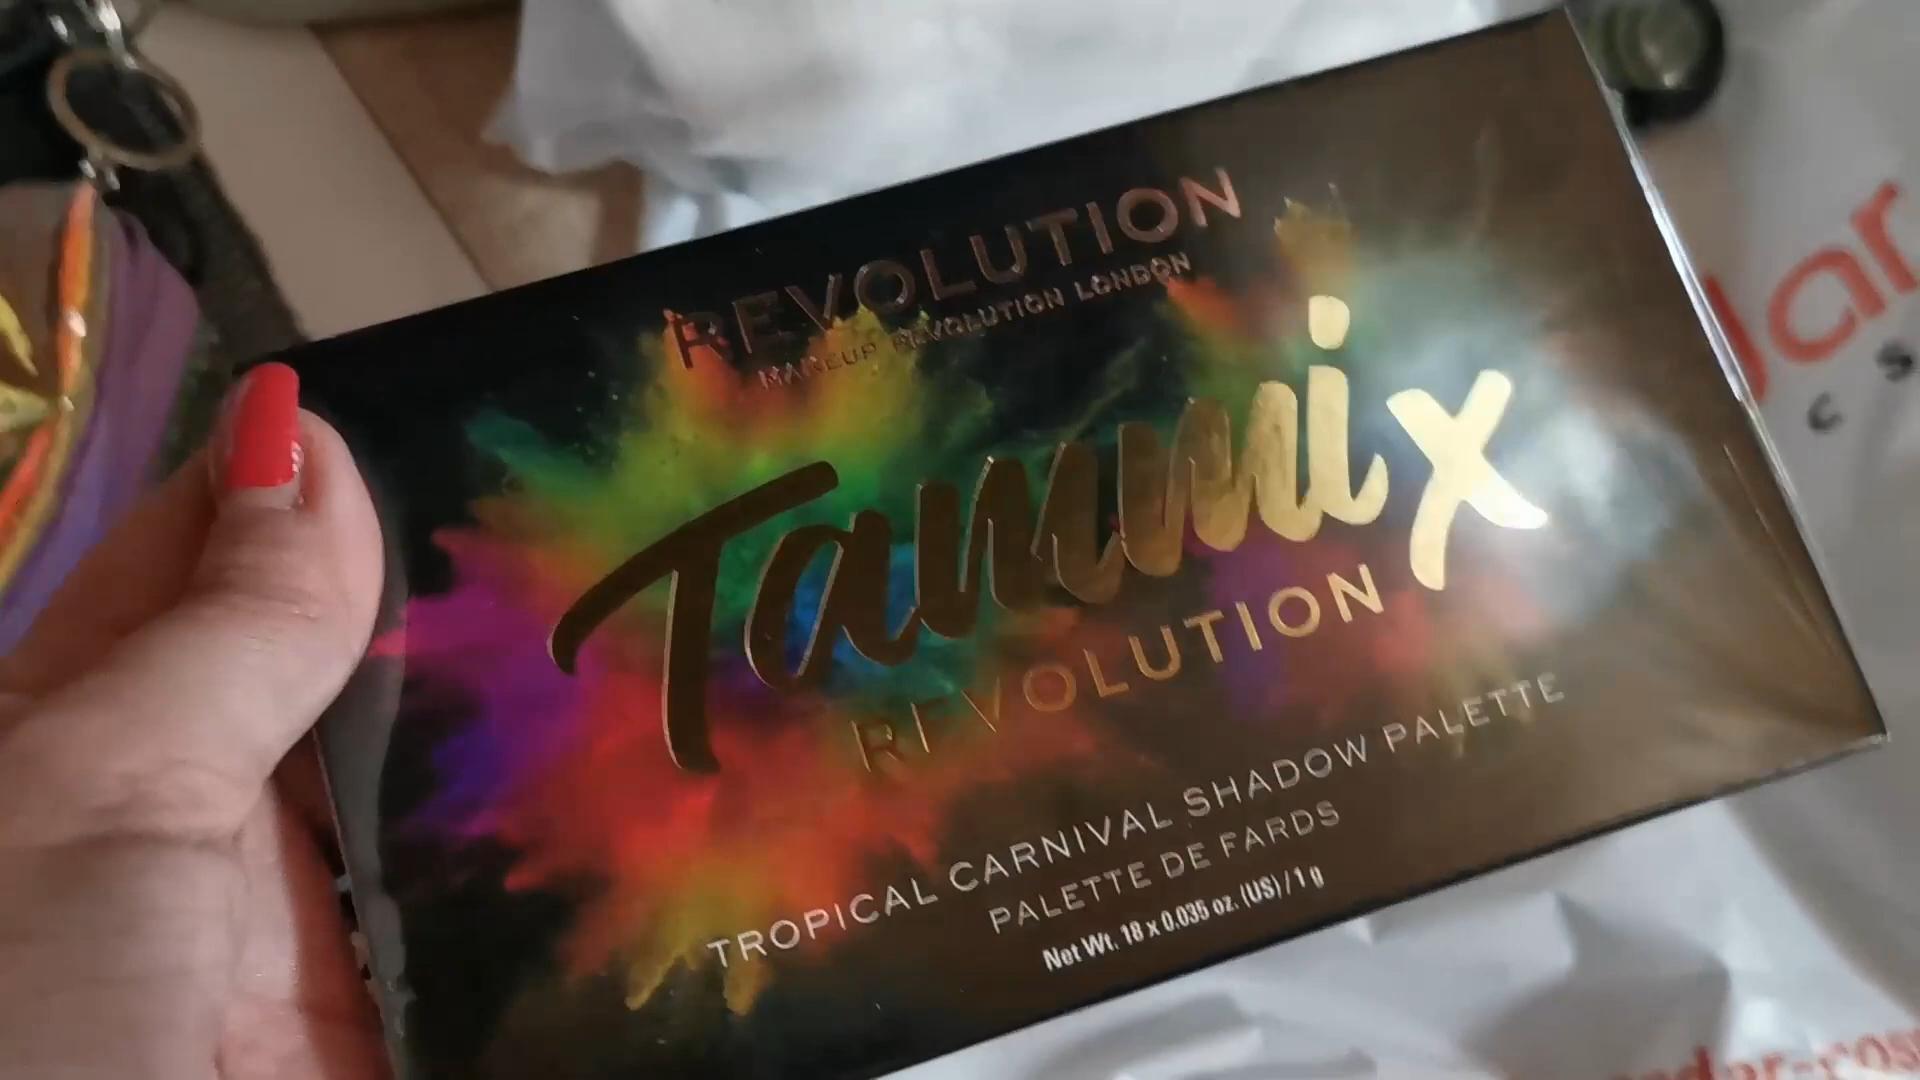 REVOLUTION
MAKEUP REVOLUTION LONDON
Tammi x
REVOLUTION
TROPICAL CARNIVAL SHADOW PALETTE
PALETTE DE FARDS
Net Wt. 18 x 0.035 oz. (US) / 1 g